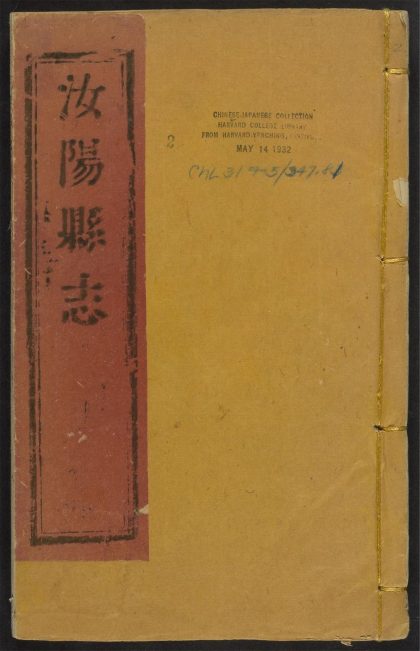 汝陽縣志
CHINESE-JAPANESE COLLECTION
HARVARD COLLEGE LIBRARY
FROM HARVARD-YENCHING
MAY 14 1932
2